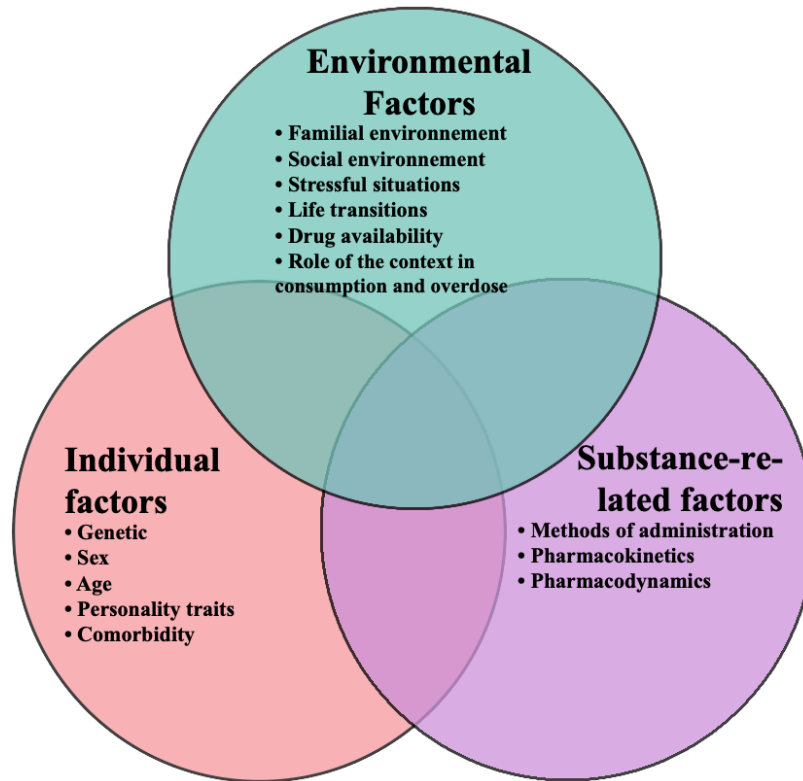 Environmental
Factors
• Familial environnement
• Social environnement
• Stressful situations
• Life transitions
• Drug availability
• Role of the context in
consumption and overdose
Individual
factors
• Genetic
• Sex
• Age
• Personality traits
• Comorbidity
Substance-re-
lated factors
• Methods of administration
• Pharmacokinetics
• Pharmacodynamics